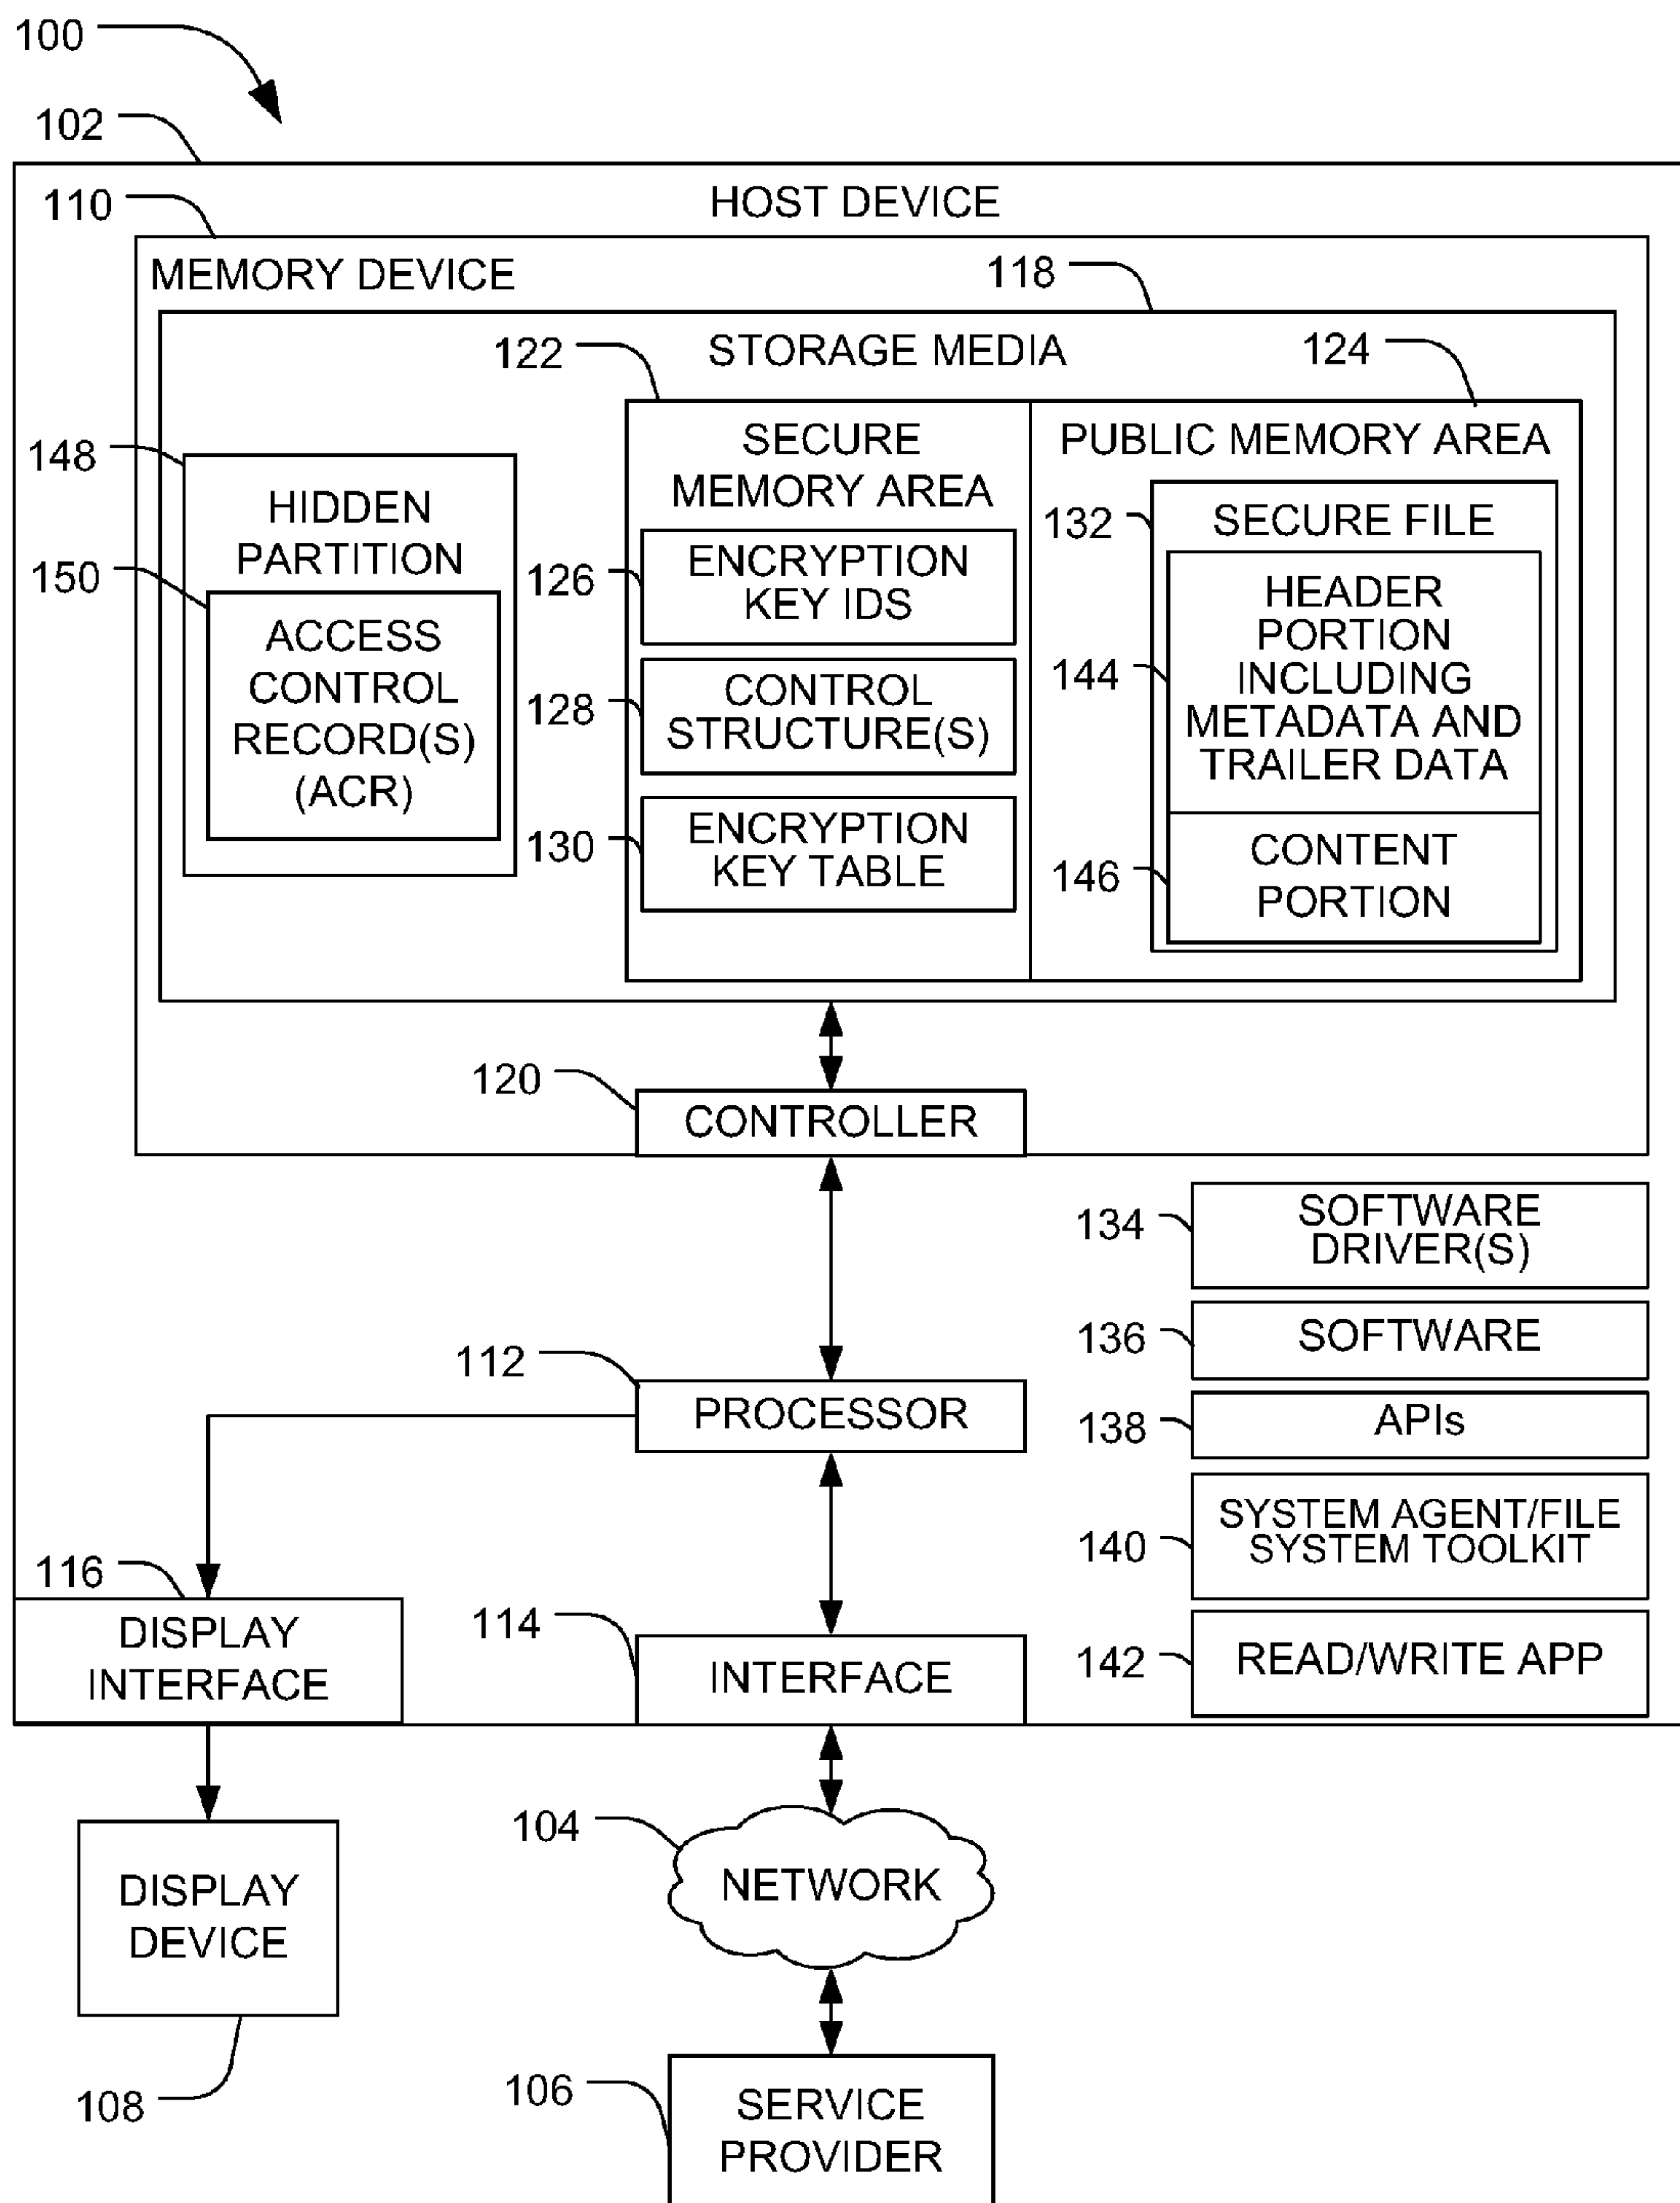 100
102
HOST DEVICE
110
MEMORY DEVICE
118
STORAGE MEDIA
122
124
SECURE
MEMORY AREA
PUBLIC MEMORY AREA
148
HIDDEN
PARTITION
150
ACCESS
CONTROL
RECORD(S)
(ACR)
126
ENCRYPTION
KEY IDS
128
CONTROL
STRUCTURE(S)
130
ENCRYPTION
KEY TABLE
132
SECURE FILE
144
HEADER
PORTION
INCLUDING
METADATA AND
TRAILER DATA
146
CONTENT
PORTION
120
CONTROLLER
134
SOFTWARE
DRIVER(S)
136
SOFTWARE
112
PROCESSOR
138
APIs
140
SYSTEM AGENT/FILE
SYSTEM TOOLKIT
116
DISPLAY
INTERFACE
114
INTERFACE
142
READ/WRITE APP
104
NETWORK
DISPLAY
DEVICE
108
106
SERVICE
PROVIDER